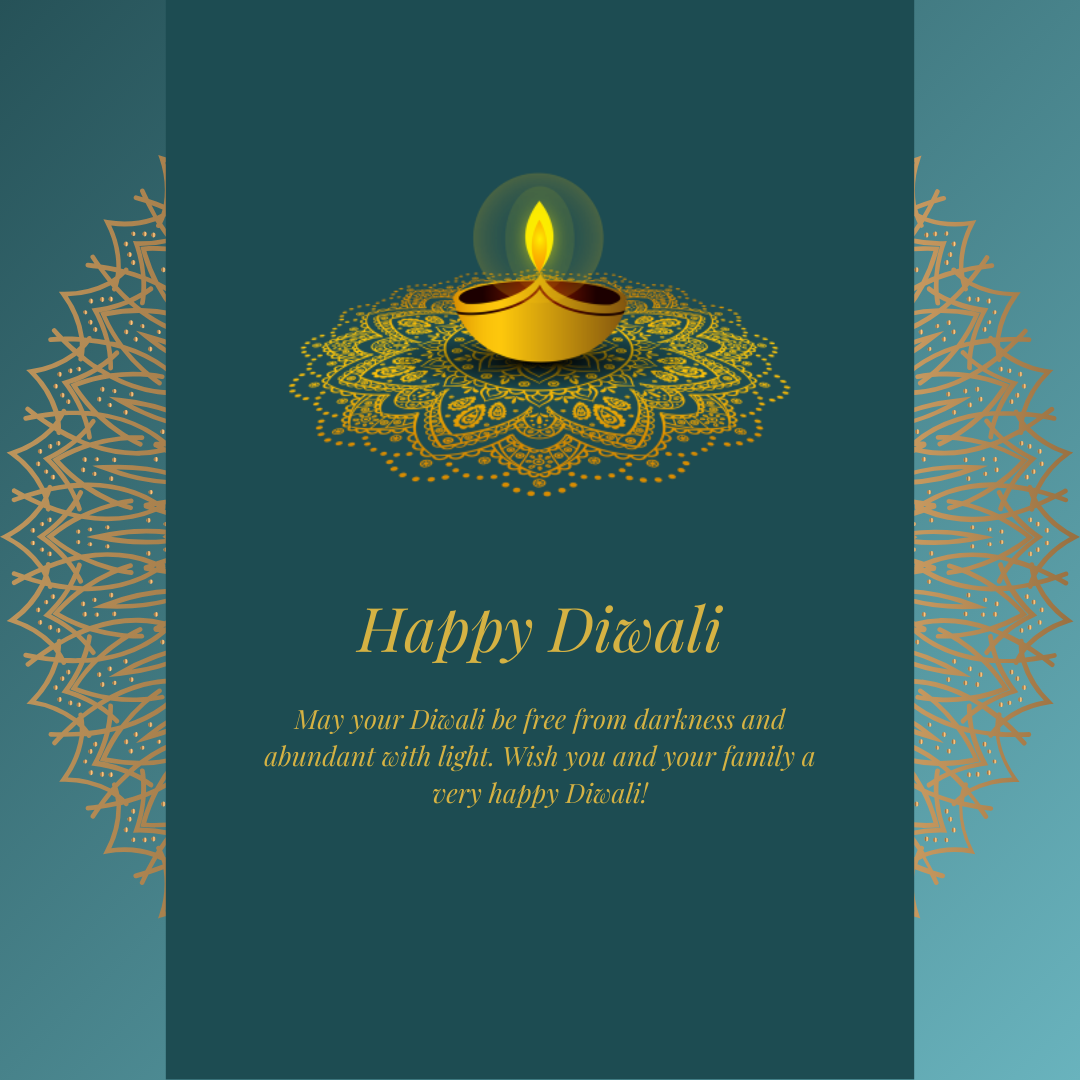 Happy Diwali
May your Diwali be free from darkness and
abundant with light. Wish you and your family a
very happy Diwali!